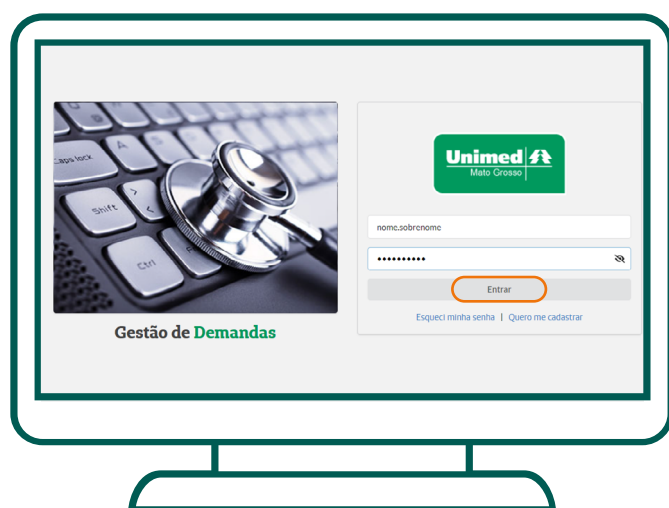 Caps lock
A
S
Shift
Ctrl
Gestão de Demandas
Unimed
Mato Grosso
nome.sobrenome
••••••••••
Entrar
Esqueci minha senha | Quero me cadastrar